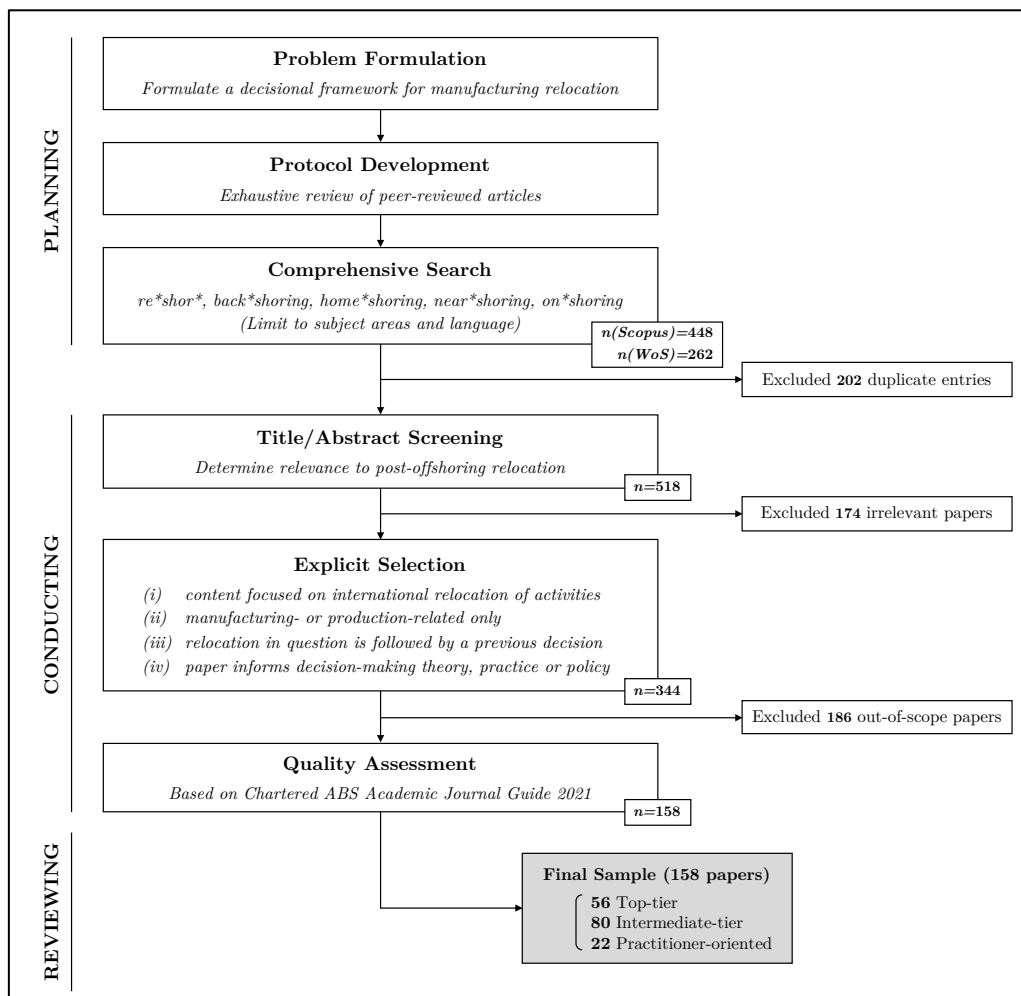 PLANNING
Problem Formulation
Formulate a decisional framework for manufacturing relocation
Protocol Development
Exhaustive review of peer-reviewed articles
Comprehensive Search
re*shor*, back*shoring, home*shoring, near*shoring, on*shoring
(Limit to subject areas and language)
n(Scopus)=448
n(WoS)=262
Excluded 202 duplicate entries
CONDUCTING
Title/Abstract Screening
Determine relevance to post-offshoring relocation
n=518
Excluded 174 irrelevant papers
Explicit Selection
(i) content focused on international relocation of activities
(ii) manufacturing- or production-related only
(iii) relocation in question is followed by a previous decision
(iv) paper informs decision-making theory, practice or policy
n=344
Excluded 186 out-of-scope papers
Quality Assessment
Based on Chartered ABS Academic Journal Guide 2021
n=158
REVIEWING
Final Sample (158 papers)
56 Top-tier
80 Intermediate-tier
22 Practitioner-oriented